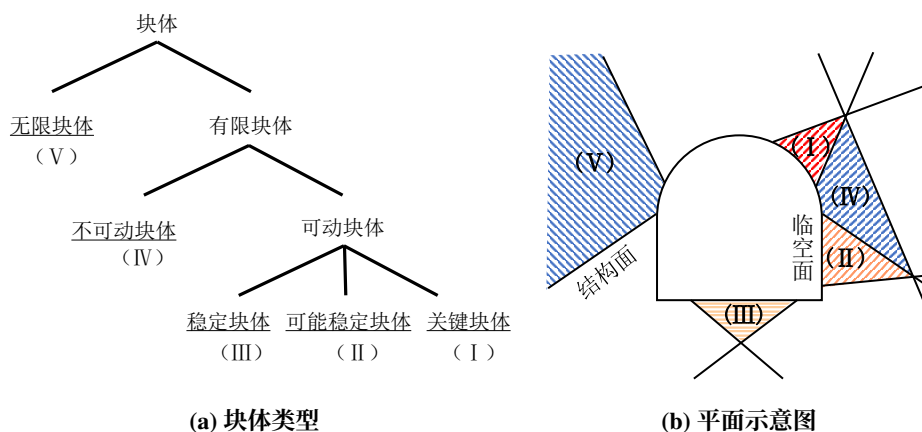 块体
无限块体
（Ⅴ）
有限块体
不可动块体
（Ⅳ）
可动块体
稳定块体
（Ⅲ）
可能稳定块体
（Ⅱ）
关键块体
（Ⅰ）
(a) 块体类型
(Ⅴ)
(Ⅰ)
(Ⅳ)
临空面
(Ⅱ)
结构面
(Ⅲ)
(b) 平面示意图